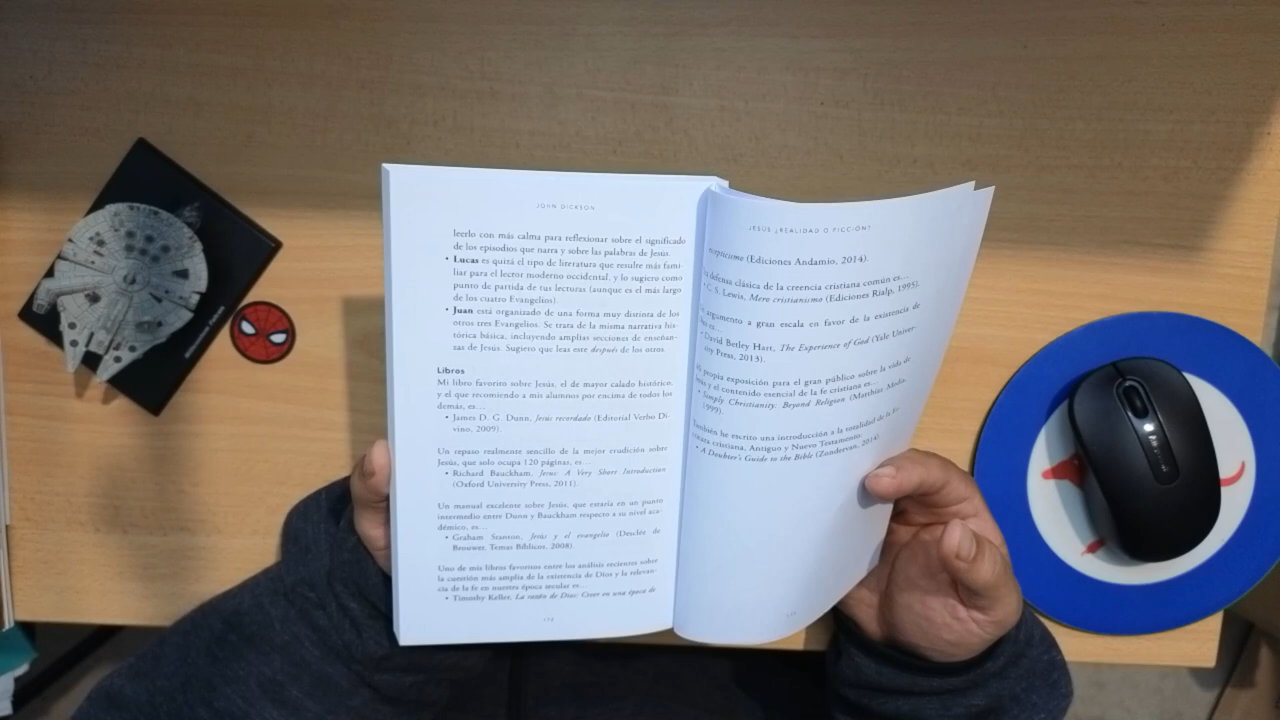 JOHN DICKSON
leerlo con más calma para reflexionar sobre el significado
de los episodios que narra y sobre las palabras de Jesús.
• Lucas es quizá el tipo de literatura que resulte más fami-
liar para el lector moderno occidental, y lo sugiero como
punto de partida de tus lecturas (aunque es el más largo
de los cuatro Evangelios).
• Juan está organizado de una forma muy distinta de los
otros tres Evangelios. Se trata de la misma narrativa his-
tórica básica, incluyendo amplias secciones de enseñan-
zas de Jesús. Sugiero que leas este después de los otros.
Libros
Mi libro favorito sobre Jesús, el de mayor calado histórico,
y el que recomiendo a mis alumnos por encima de todos los
demás, es…
• James D. G. Dunn, Jesús recordado (Editorial Verbo Di-
vino, 2009).
Un repaso realmente sencillo de la mejor erudición sobre
Jesús, que solo ocupa 120 páginas, es…
• Richard Bauckham, Jesus: A Very Short Introduction
(Oxford University Press, 2011).
Un manual excelente sobre Jesús, que estaría en un punto
intermedio entre Dunn y Bauckham respecto a su nivel aca-
démico, es…
• Graham Stanton, Jesús y el evangelio (Desclée de
Brouwer, Temas Bíblicos, 2008).
Uno de mis libros favoritos entre los análisis recientes sobre
la cuestión más amplia de la existencia de Dios y la relevan-
cia de la fe en nuestra época secular es…
• Timothy Keller, La razón de Dios: Creer en una época de
JESÚS ¿REALIDAD O FICCIÓN?
(Ediciones Andamio, 2014).
defensa clásica de la creencia cristiana común es…
• C. S. Lewis, Mero cristianismo (Ediciones Rialp, 1995).
argumento a gran escala en favor de la existencia de
es…
David Betley Hart, The Experience of God (Yale Univer-
sity Press, 2013).
propia exposición para el gran público sobre la vida de
y el contenido esencial de la fe cristiana es…
• Simply Christianity: Beyond Religion (Matthias Media,
1999).
También he escrito una introducción a la totalidad de la
cristiana, Antiguo y Nuevo Testamento:
• A Doubter's Guide to the Bible (Zondervan, 2014).